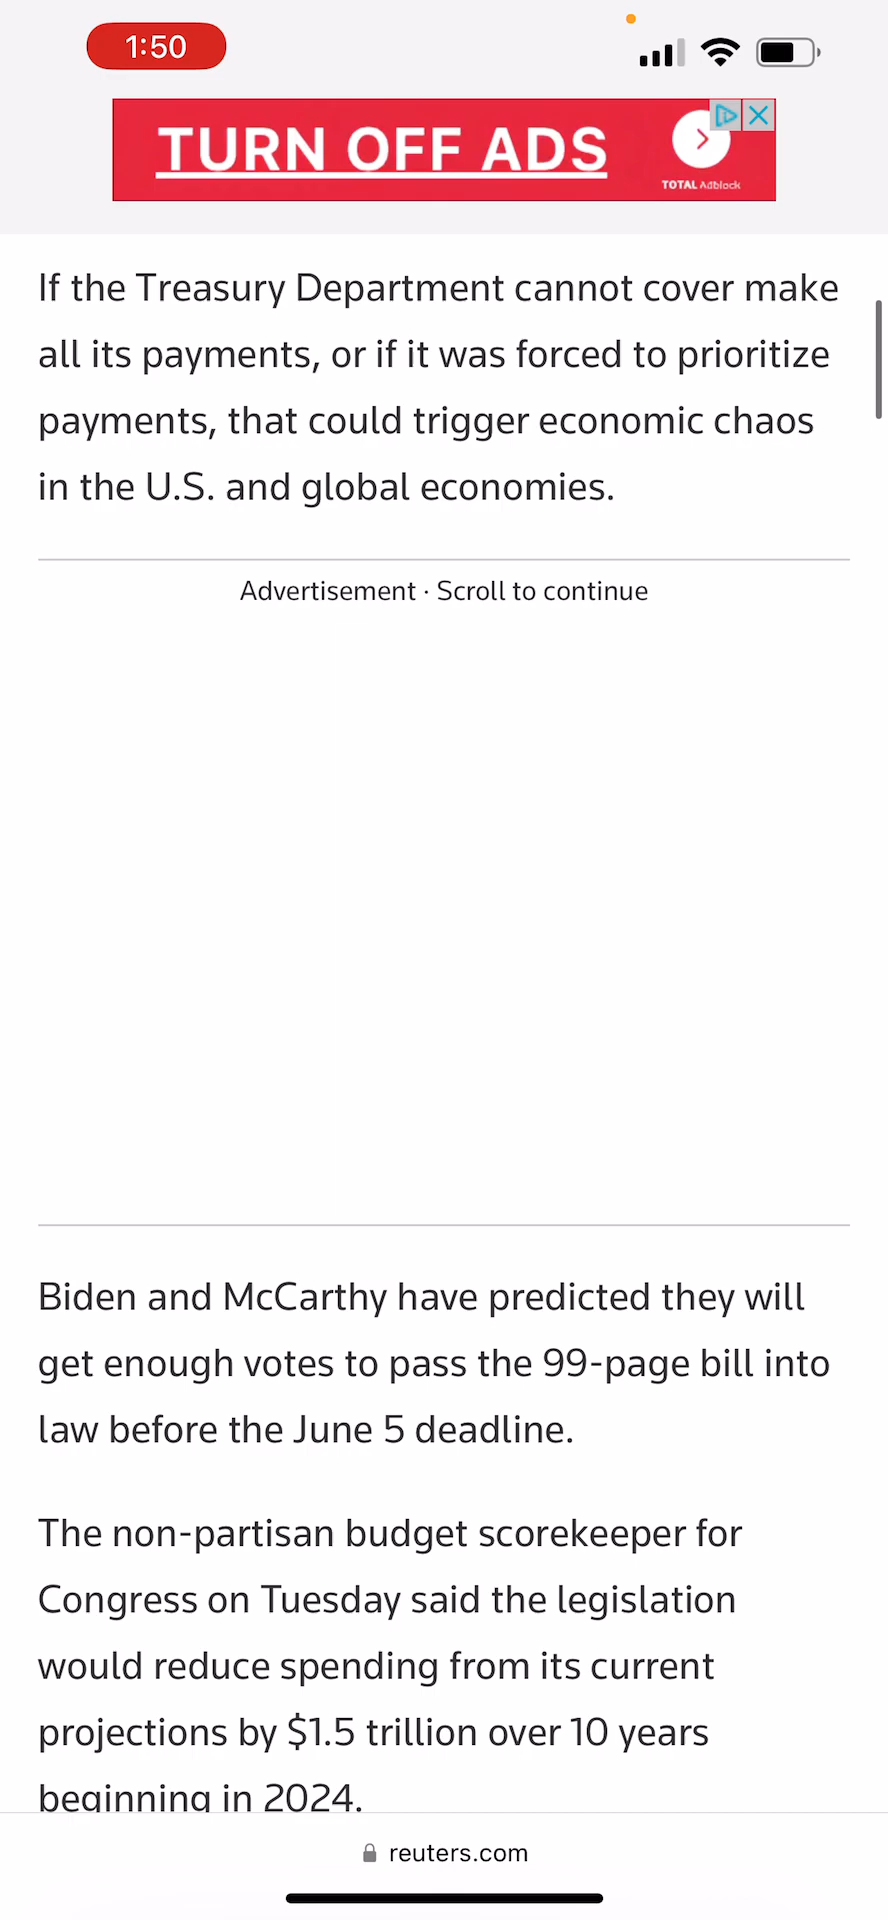 1:50
TURN OFF ADS
TOTAL Adblock
If the Treasury Department cannot cover make
all its payments, or if it was forced to prioritize
payments, that could trigger economic chaos
in the U.S. and global economies.
Advertisement · Scroll to continue
Biden and McCarthy have predicted they will
get enough votes to pass the 99-page bill into
law before the June 5 deadline.
The non-partisan budget scorekeeper for
Congress on Tuesday said the legislation
would reduce spending from its current
projections by $1.5 trillion over 10 years
beginning in 2024.
reuters.com